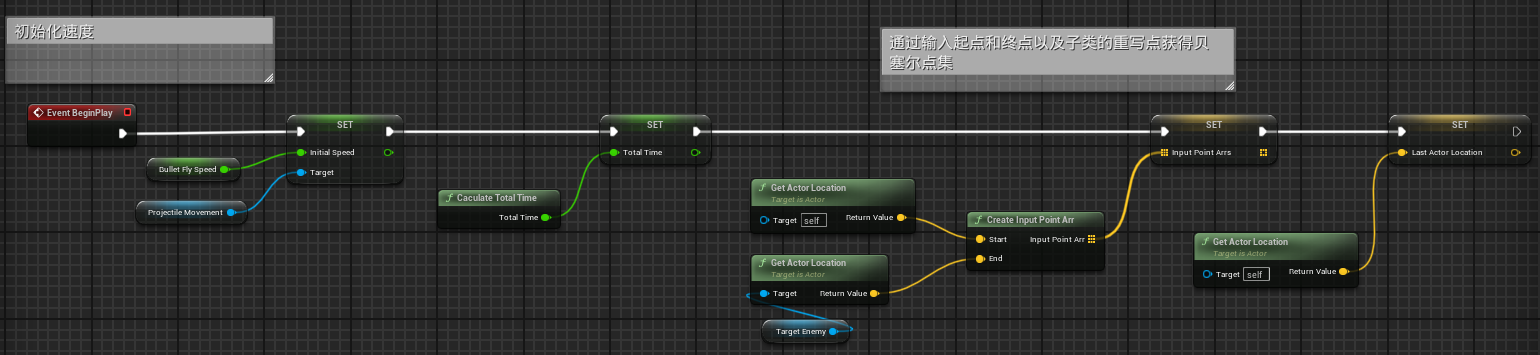 初始化速度
通过输入起点和终点以及子类的重写点获得贝
塞尔点集
Event BeginPlay
SET
Initial Speed
Target
Bullet Fly Speed
Projectile Movement
SET
Total Time
Caculate Total Time
Total Time
Get Actor Location
Target is Actor
Target self Return Value
Get Actor Location
Target is Actor
Target Return Value
Target Enemy
Create Input Point Arr
Start Input Point Arr
End
SET
Input Point Arrs
SET
Last Actor Location
Get Actor Location
Target is Actor
Target self Return Value